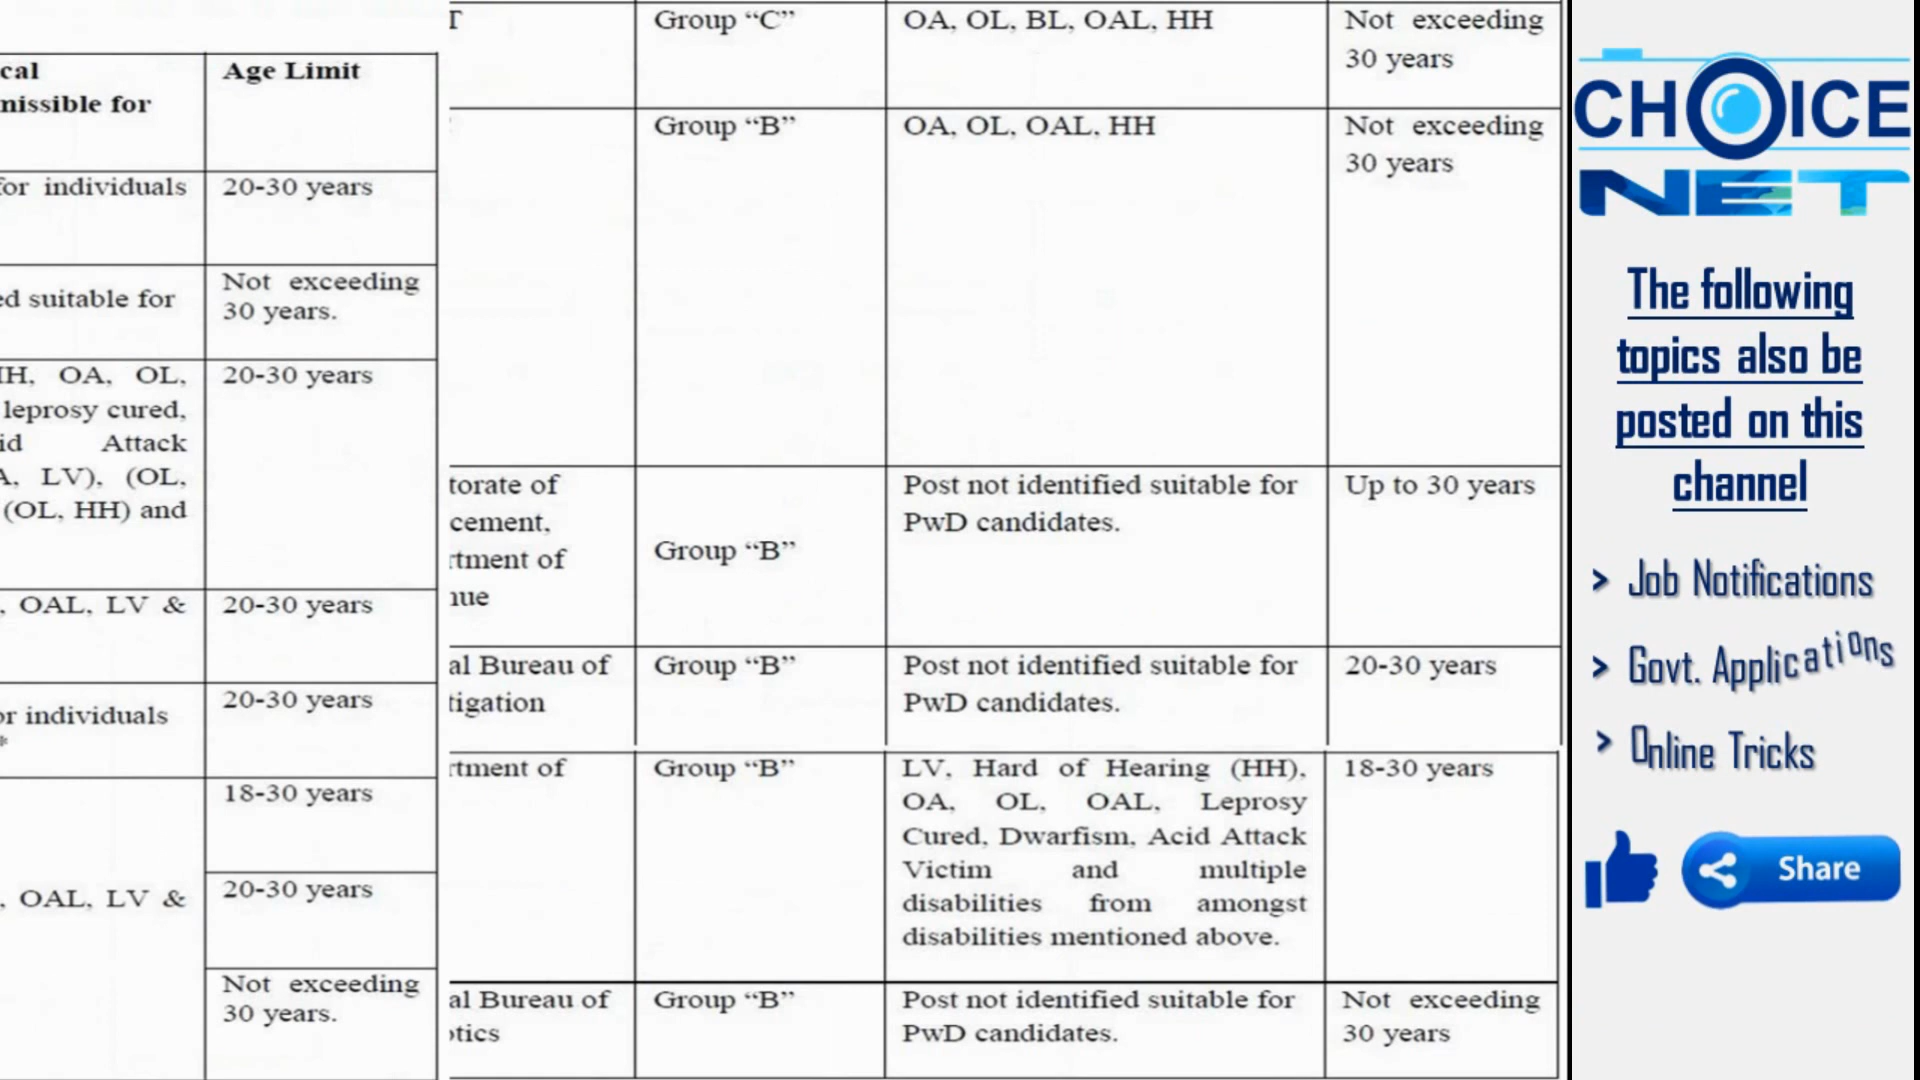 cal
Age Limit
missible for
for individuals
20-30 years
Not exceeding
ed suitable for
30 years.
HH, OA, OL,
20-30 years
leprosy cured,
id Attack
A, LV), (OL,
(OL, HH) and
, OAL, LV &
20-30 years
20-30 years
or individuals
*
18-30 years
20-30 years
, OAL, LV &
Not exceeding
30 years.
T
Group “C”
OA, OL, BL, OAL, HH
Not exceeding
30 years
Group “B”
OA, OL, OAL, HH
Not exceeding
30 years
torate of
cement,
rtment of
nue
Group “B”
Post not identified suitable for
PwD candidates.
Up to 30 years
al Bureau of
tigation
Group “B”
Post not identified suitable for
PwD candidates.
20-30 years
rtment of
Group “B”
LV, Hard of Hearing (HH),
OA, OL, OAL, Leprosy
Cured, Dwarfism, Acid Attack
Victim and multiple
disabilities from amongst
disabilities mentioned above.
18-30 years
al Bureau of
otics
Group “B”
Post not identified suitable for
PwD candidates.
Not exceeding
30 years
CHOICE
NET
The following
topics also be
posted on this
channel
> Job Notifications
> Govt. Applications
> Online Tricks
Share